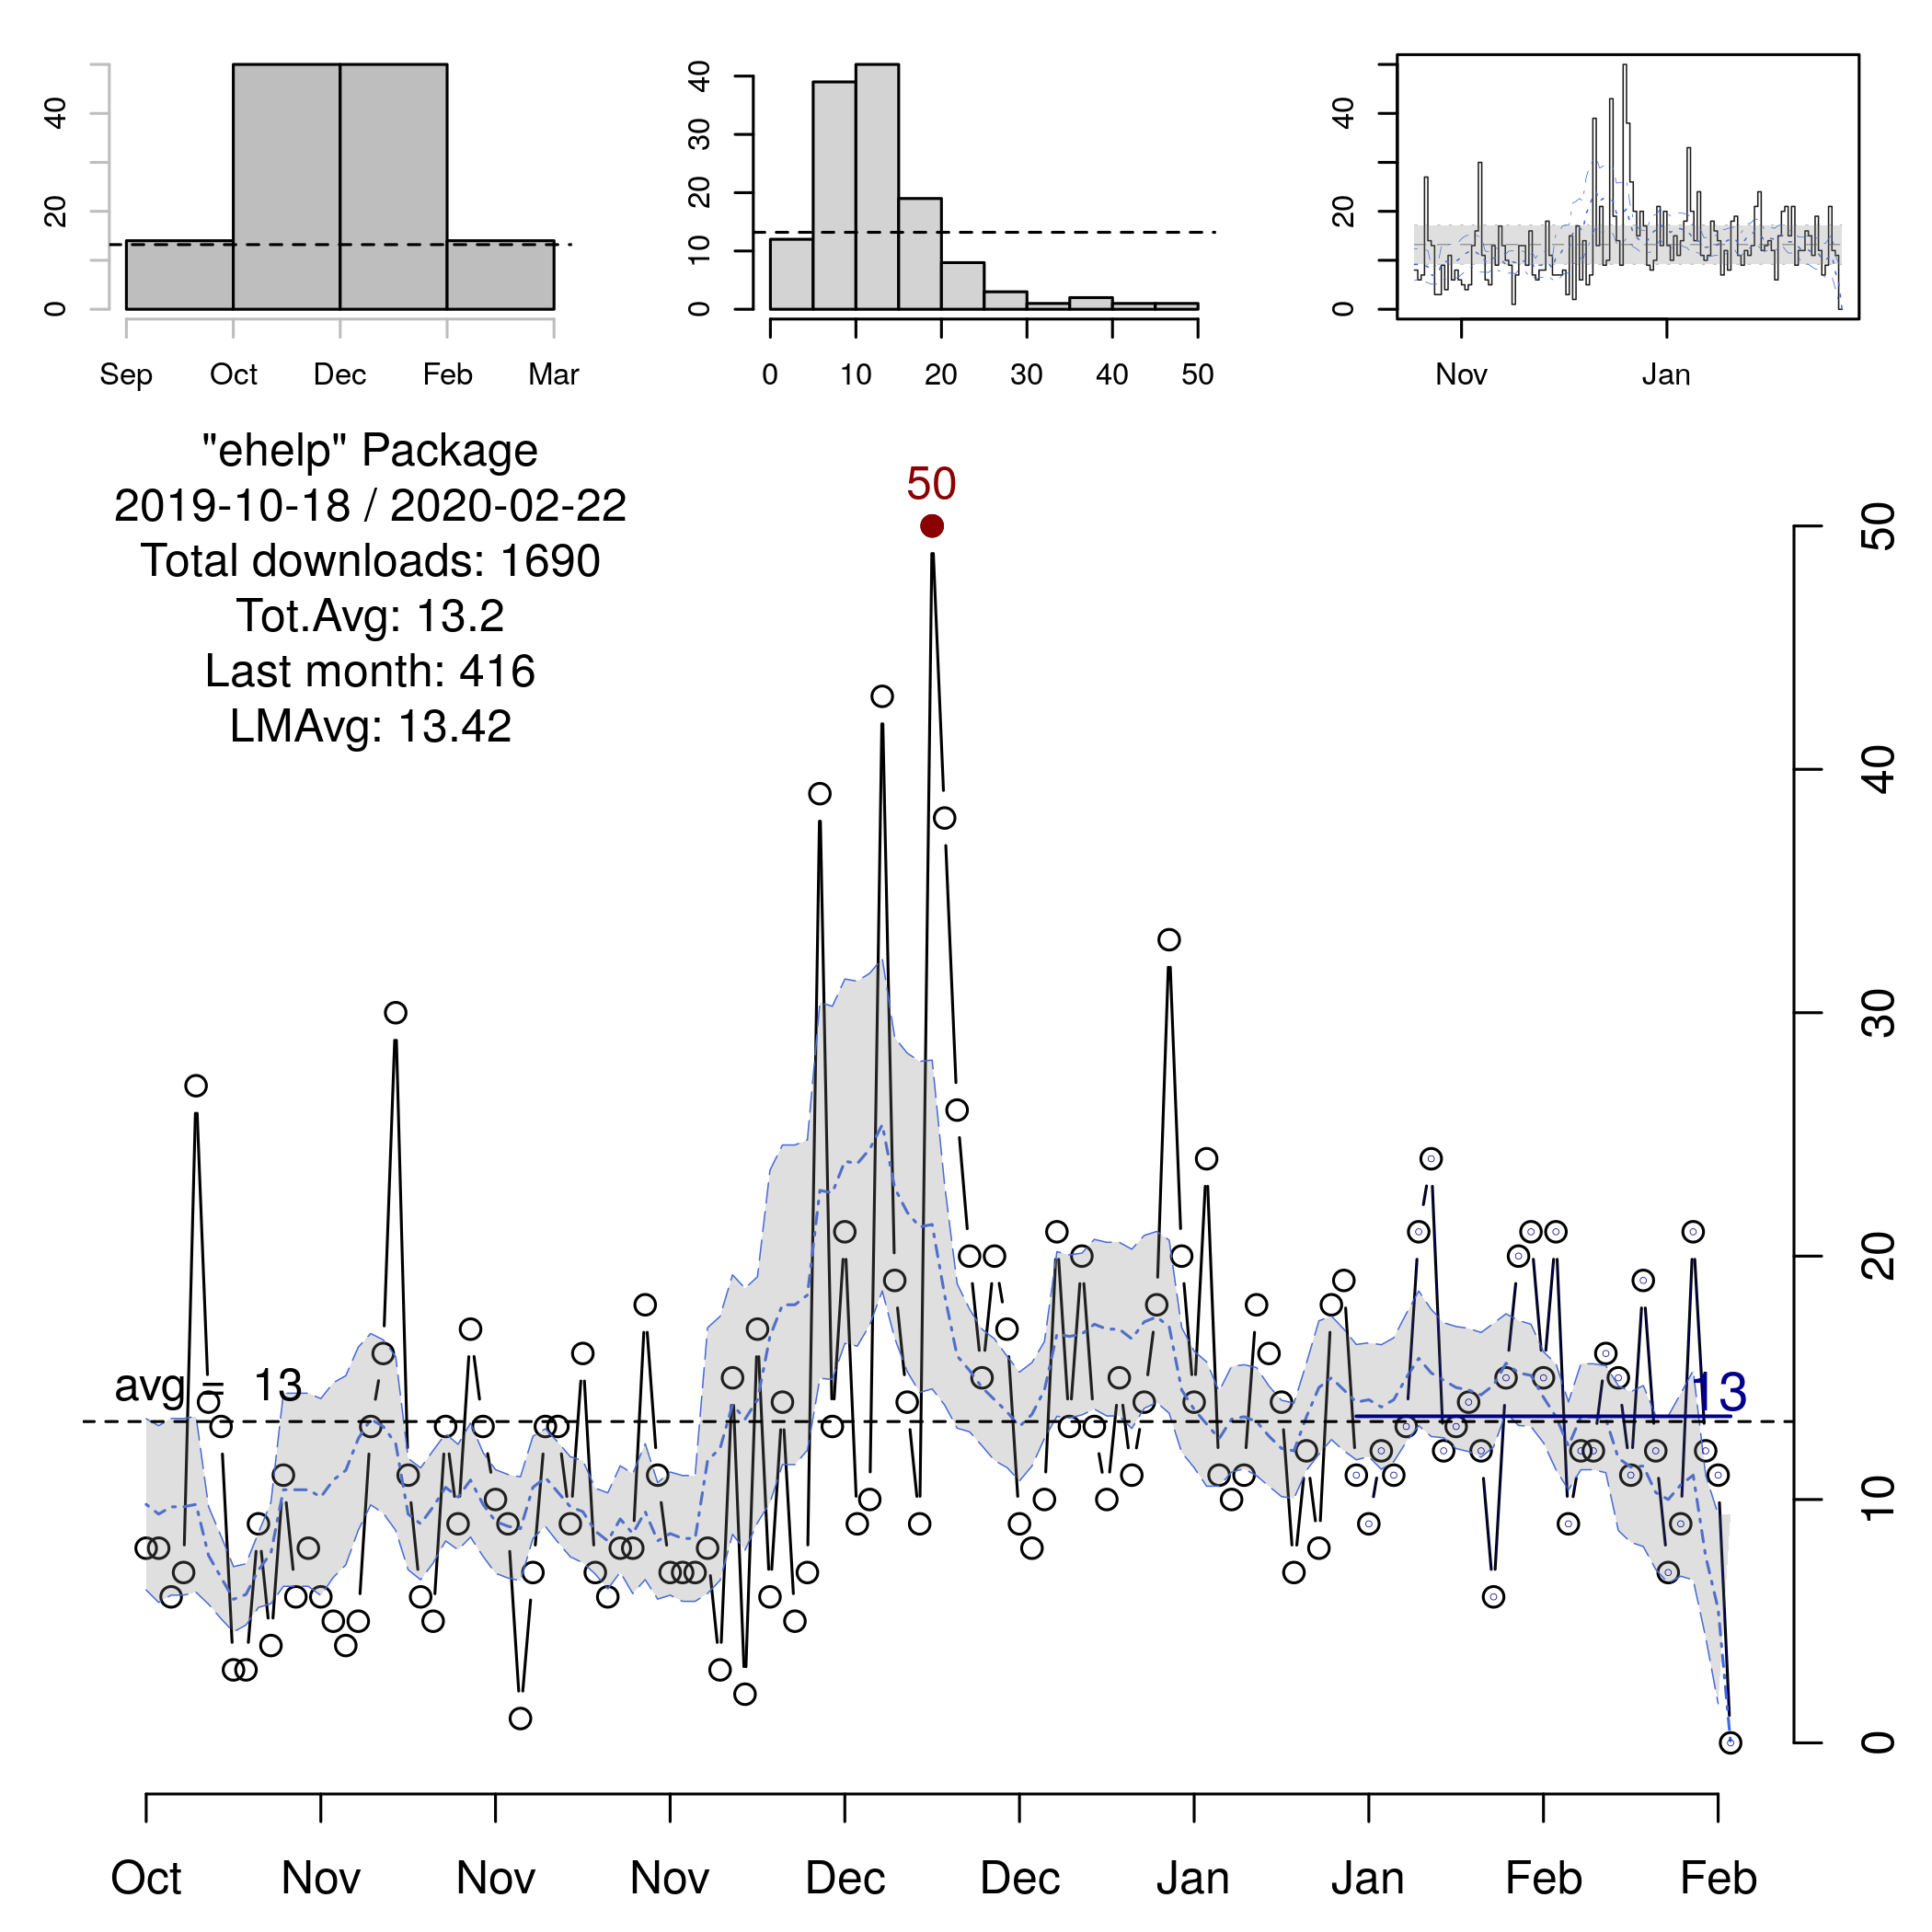 40
20
0
Sep Oct Dec Feb Mar
40
30
20
10
0
0 10 20 30 40 50
40
20
0
Nov Jan
"ehelp" Package
2019-10-18 / 2020-02-22
Total downloads: 1690
Tot.Avg: 13.2
Last month: 416
LMAvg: 13.42
50
avg = 13
13
50
40
30
20
10
0
Oct Nov Nov Nov Dec Dec Jan Jan Feb Feb